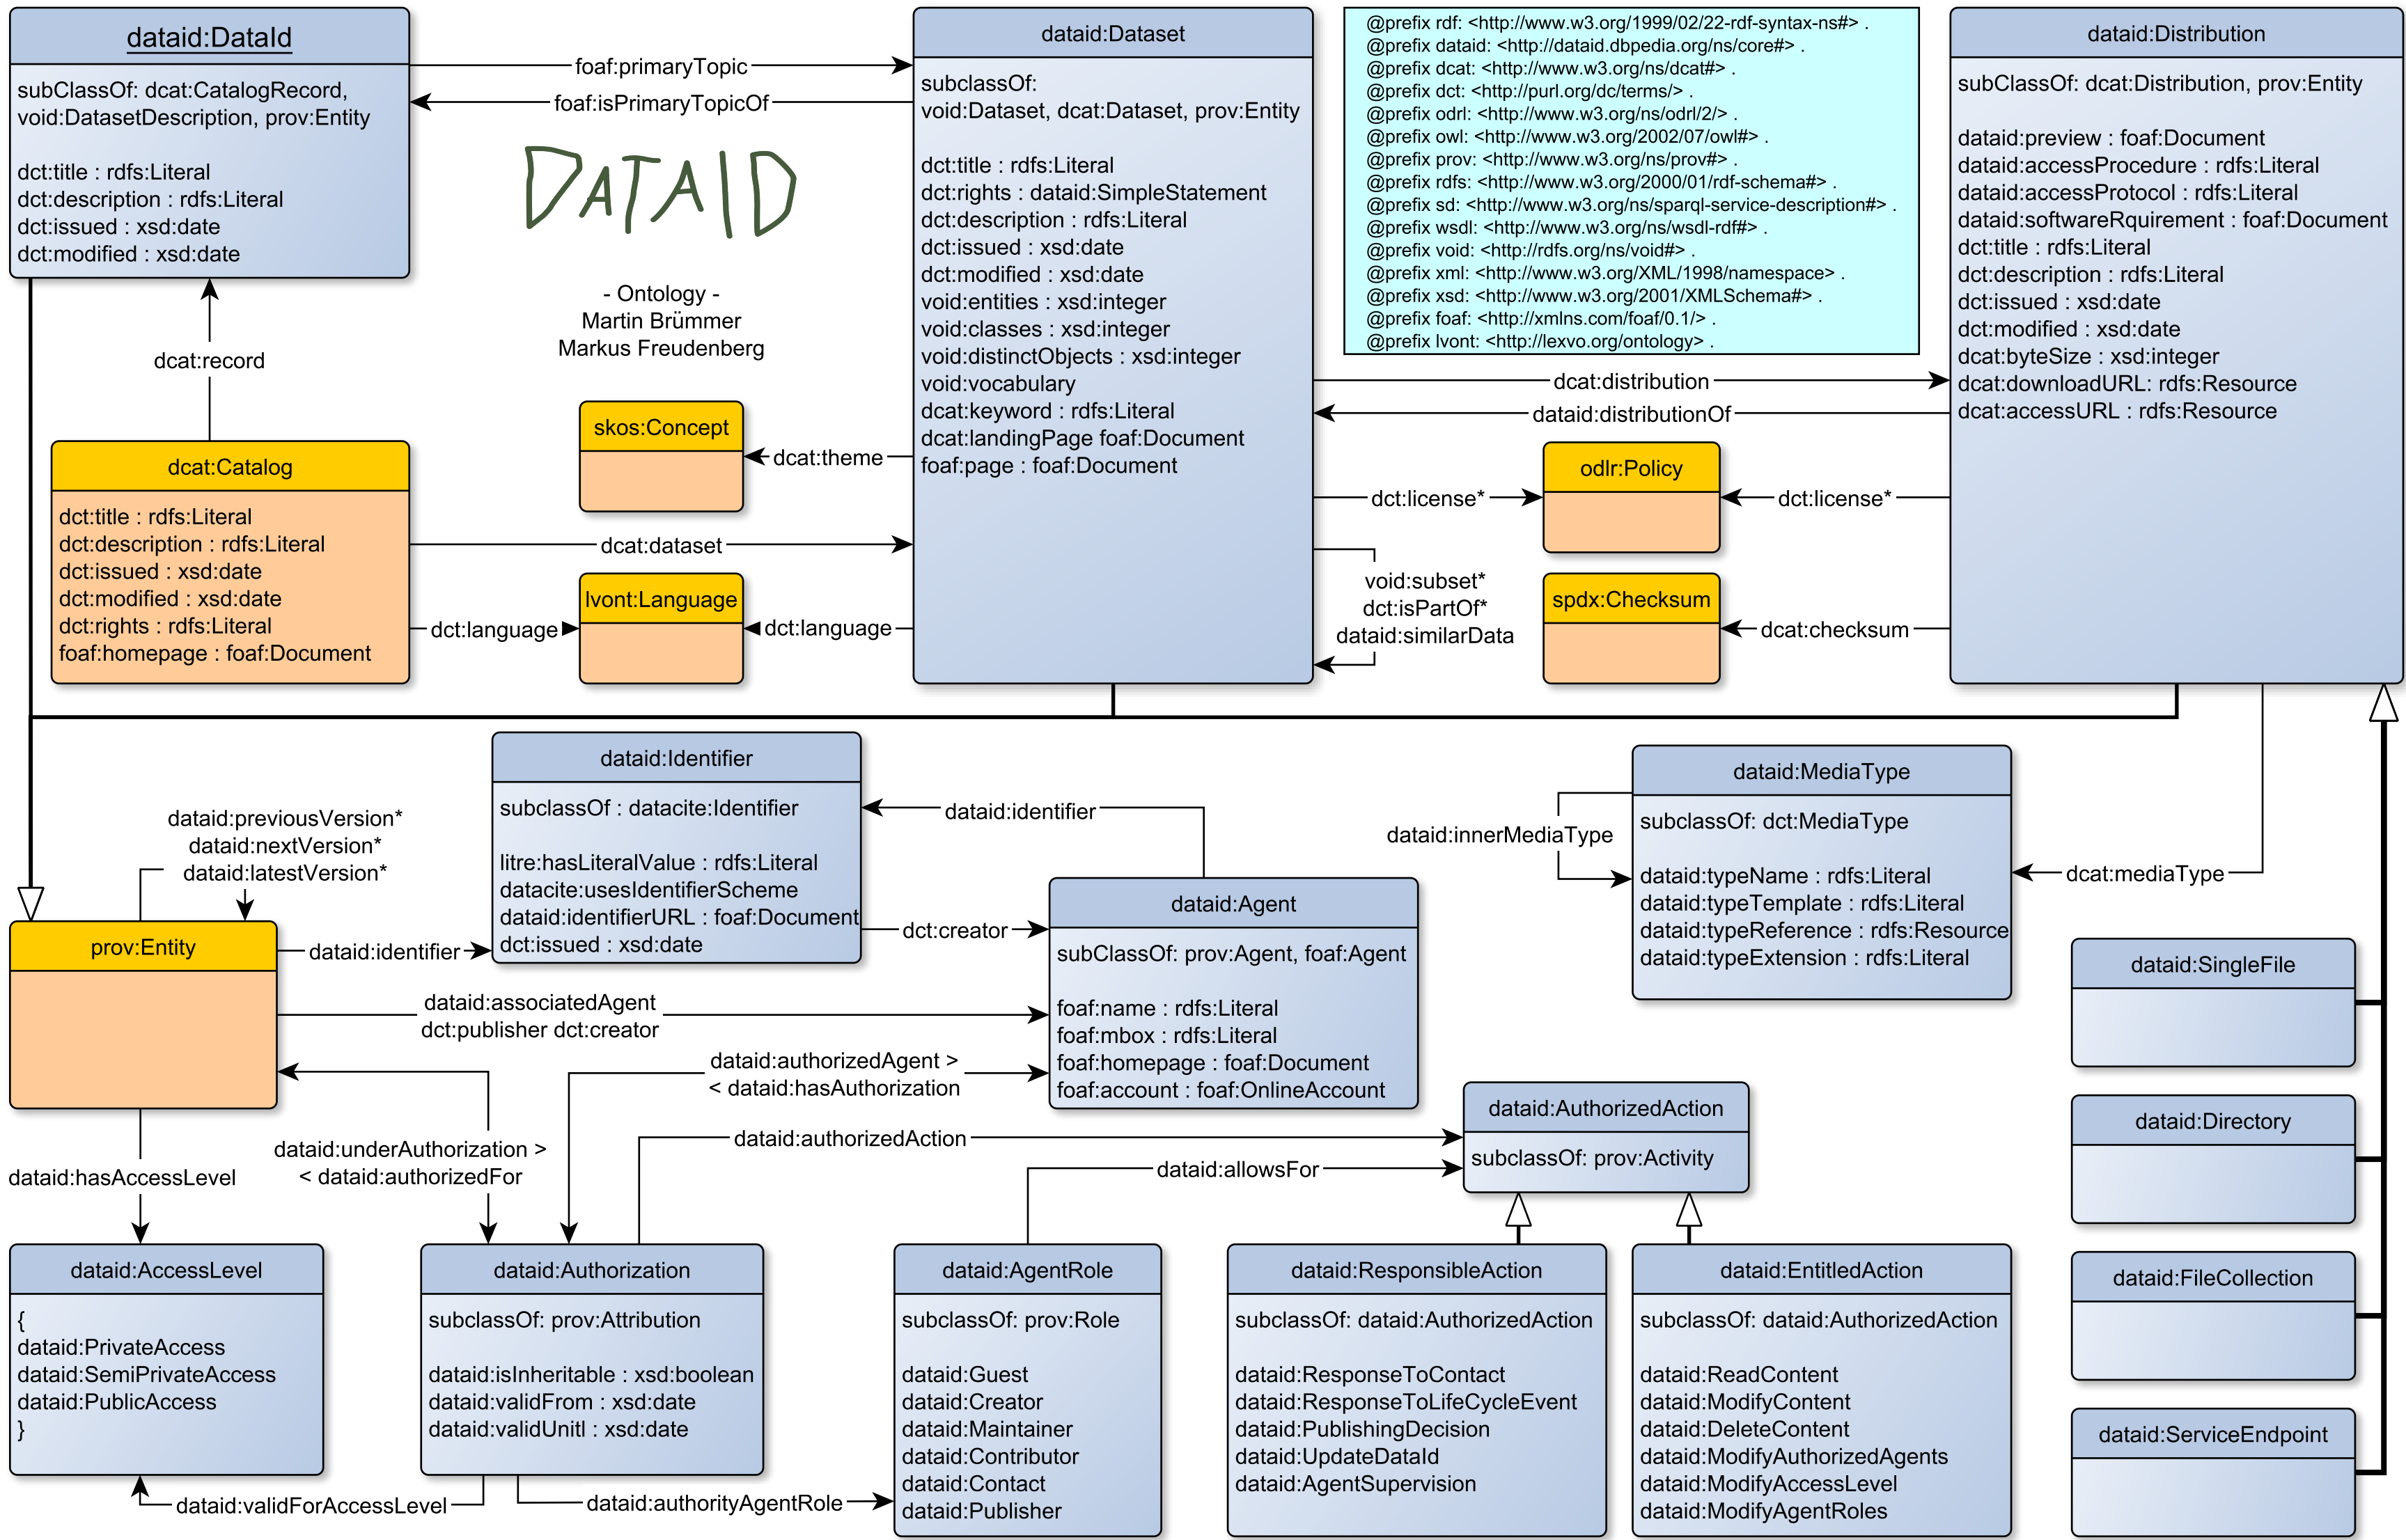 dataid:DataId
subClassOf: dcat:CatalogRecord,
void:DatasetDescription, prov:Entity
dct:title : rdfs:Literal
dct:description : rdfs:Literal
dct:issued : xsd:date
dct:modified : xsd:date
foaf:primaryTopic
foaf:isPrimaryTopicOf
DATAID
- Ontology -
Martin Brümmer
Markus Freudenberg
dataid:Dataset
subclassOf:
void:Dataset, dcat:Dataset, prov:Entity
dct:title : rdfs:Literal
dct:rights : dataid:SimpleStatement
dct:description : rdfs:Literal
dct:issued : xsd:date
dct:modified : xsd:date
void:entities : xsd:integer
void:classes : xsd:integer
void:distinctObjects : xsd:integer
void:vocabulary
dcat:keyword : rdfs:Literal
dcat:landingPage foaf:Document
foaf:page : foaf:Document
@prefix rdf: <http://www.w3.org/1999/02/22-rdf-syntax-ns#> .
@prefix dataid: <http://dataid.dbpedia.org/ns/core#> .
@prefix dcat: <http://www.w3.org/ns/dcat#> .
@prefix dct: <http://purl.org/dc/terms/> .
@prefix odrl: <http://www.w3.org/ns/odrl/2/> .
@prefix owl: <http://www.w3.org/2002/07/owl#> .
@prefix prov: <http://www.w3.org/ns/prov#> .
@prefix rdfs: <http://www.w3.org/2000/01/rdf-schema#> .
@prefix sd: <http://www.w3.org/ns/sparql-service-description#> .
@prefix wsdl: <http://www.w3.org/ns/wsdl-rdf#> .
@prefix void: <http://rdfs.org/ns/void#> .
@prefix xml: <http://www.w3.org/XML/1998/namespace> .
@prefix xsd: <http://www.w3.org/2001/XMLSchema#> .
@prefix foaf: <http://xmlns.com/foaf/0.1/> .
@prefix lvont: <http://lexvo.org/ontology> .
dataid:Distribution
subClassOf: dcat:Distribution, prov:Entity
dataid:preview : foaf:Document
dataid:accessProcedure : rdfs:Literal
dataid:accessProtocol : rdfs:Literal
dataid:softwareRquirement : foaf:Document
dct:title : rdfs:Literal
dct:description : rdfs:Literal
dct:issued : xsd:date
dct:modified : xsd:date
dcat:byteSize : xsd:integer
dcat:downloadURL: rdfs:Resource
dcat:accessURL : rdfs:Resource
dcat:record
dcat:distribution
dataid:distributionOf
dcat:Catalog
dct:title : rdfs:Literal
dct:description : rdfs:Literal
dct:issued : xsd:date
dct:modified : xsd:date
dct:rights : rdfs:Literal
foaf:homepage : foaf:Document
skos:Concept
dcat:theme
dcat:dataset
lvont:Language
dct:language
dct:language
odlr:Policy
dct:license*
dct:license*
void:subset*
dct:isPartOf*
dataid:similarData
spdx:Checksum
dcat:checksum
dataid:previousVersion*
dataid:nextVersion*
dataid:latestVersion*
prov:Entity
dataid:identifier
dataid:Identifier
subclassOf : datacite:Identifier
litre:hasLiteralValue : rdfs:Literal
datacite:usesIdentifierScheme
dataid:identifierURL : foaf:Document
dct:issued : xsd:date
dataid:identifier
dct:creator
dataid:Agent
subClassOf: prov:Agent, foaf:Agent
foaf:name : rdfs:Literal
foaf:mbox : rdfs:Literal
foaf:homepage : foaf:Document
foaf:account : foaf:OnlineAccount
dataid:innerMediaType
dataid:MediaType
subclassOf: dct:MediaType
dataid:typeName : rdfs:Literal
dataid:typeTemplate : rdfs:Literal
dataid:typeReference : rdfs:Resource
dataid:typeExtension : rdfs:Literal
dcat:mediaType
dataid:SingleFile
dataid:Directory
dataid:FileCollection
dataid:ServiceEndpoint
dataid:associatedAgent
dct:publisher dct:creator
dataid:authorizedAgent >
< dataid:hasAuthorization
dataid:underAuthorization >
< dataid:authorizedFor
dataid:hasAccessLevel
dataid:authorizedAction
dataid:allowsFor
dataid:AuthorizedAction
subclassOf: prov:Activity
dataid:AccessLevel
{
dataid:PrivateAccess
dataid:SemiPrivateAccess
dataid:PublicAccess
}
dataid:validForAccessLevel
dataid:Authorization
subclassOf: prov:Attribution
dataid:isInheritable : xsd:boolean
dataid:validFrom : xsd:date
dataid:validUnitl : xsd:date
dataid:authorityAgentRole
dataid:AgentRole
subclassOf: prov:Role
dataid:Guest
dataid:Creator
dataid:Maintainer
dataid:Contributor
dataid:Contact
dataid:Publisher
dataid:ResponsibleAction
subclassOf: dataid:AuthorizedAction
dataid:ResponseToContact
dataid:ResponseToLifeCycleEvent
dataid:PublishingDecision
dataid:UpdateDataId
dataid:AgentSupervision
dataid:EntitledAction
subclassOf: dataid:AuthorizedAction
dataid:ReadContent
dataid:ModifyContent
dataid:DeleteContent
dataid:ModifyAuthorizedAgents
dataid:ModifyAccessLevel
dataid:ModifyAgentRoles